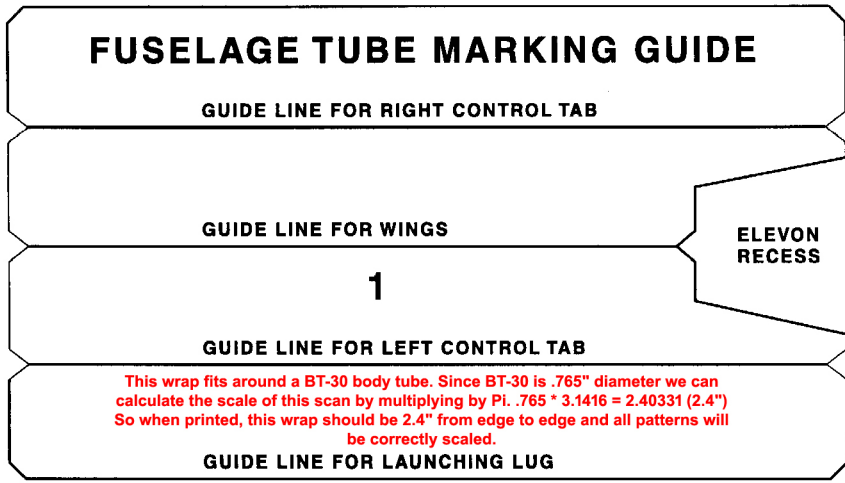 FUSELAGE TUBE MARKING GUIDE
GUIDE LINE FOR RIGHT CONTROL TAB
GUIDE LINE FOR WINGS
ELEVON
RECESS
1
GUIDE LINE FOR LEFT CONTROL TAB
This wrap fits around a BT-30 body tube. Since BT-30 is .765" diameter we can
calculate the scale of this scan by multiplying by Pi. .765 * 3.1416 = 2.40331 (2.4")
So when printed, this wrap should be 2.4" from edge to edge and all patterns will
be correctly scaled.
GUIDE LINE FOR LAUNCHING LUG